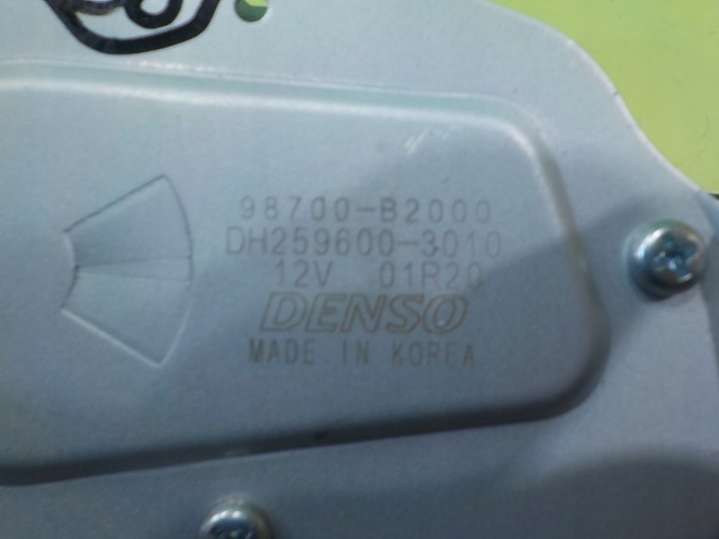 98700-B2000
DH259600-3010
12V 01R20
DENSO
MADE IN KOREA